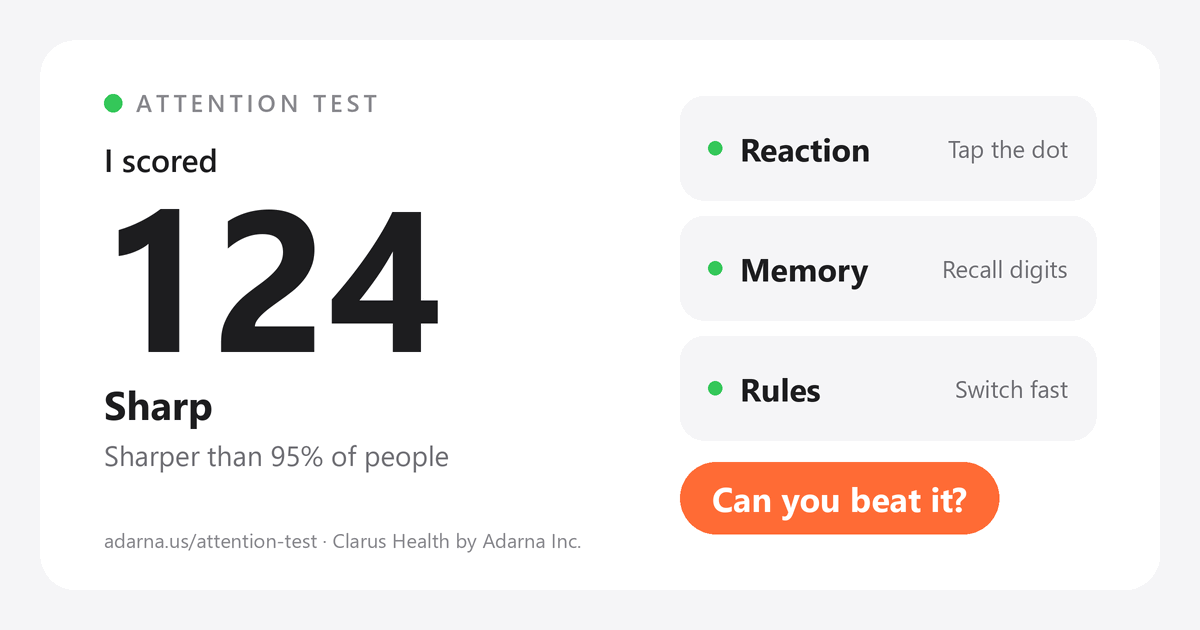 ATTENTION TEST
I scored
124
Sharp
Sharper than 95% of people
adarna.us/attention-test · Clarus Health by Adarna Inc.
Reaction Tap the dot
Memory Recall digits
Rules Switch fast
Can you beat it?